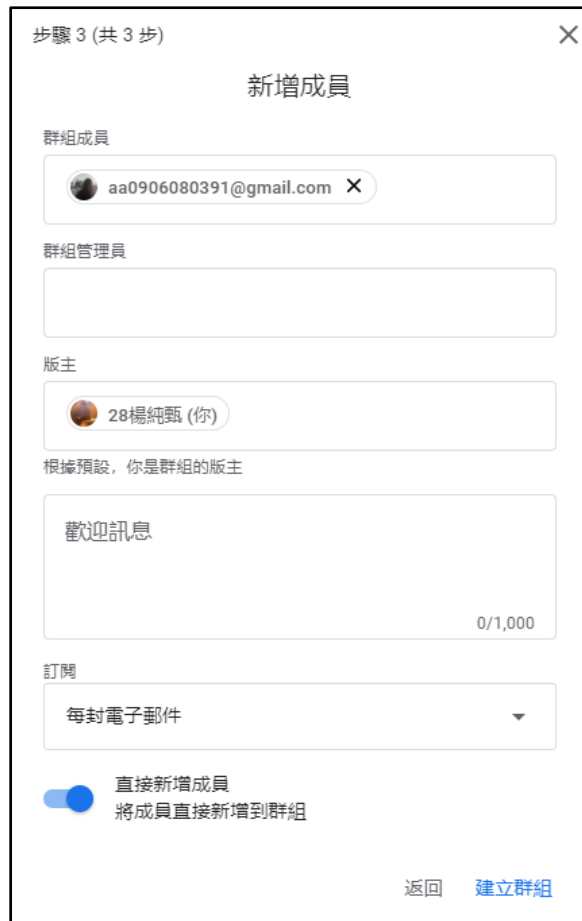 步驟 3 (共 3 步)
新增成員
群組成員
aa0906080391@gmail.com
群組管理員
版主
28楊純甄 (你)
根據預設，你是群組的版主
歡迎訊息
0/1,000
訂閱
每封電子郵件
直接新增成員
將成員直接新增到群組
返回 建立群組